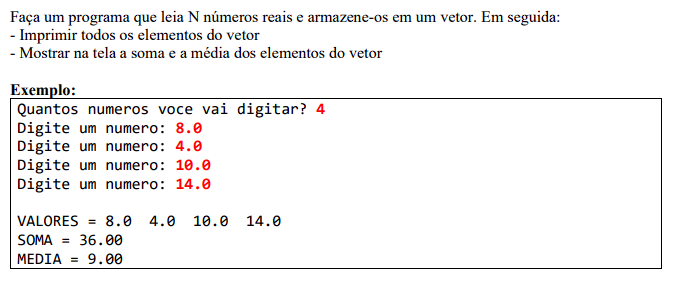 Faça um programa que leia N números reais e armazene-os em um vetor. Em seguida:
- Imprimir todos os elementos do vetor
- Mostrar na tela a soma e a média dos elementos do vetor
Exemplo:
Quantos numeros voce vai digitar? 4
Digite um numero: 8.0
Digite um numero: 4.0
Digite um numero: 10.0
Digite um numero: 14.0
VALORES = 8.0  4.0  10.0  14.0
SOMA = 36.00
MEDIA = 9.00